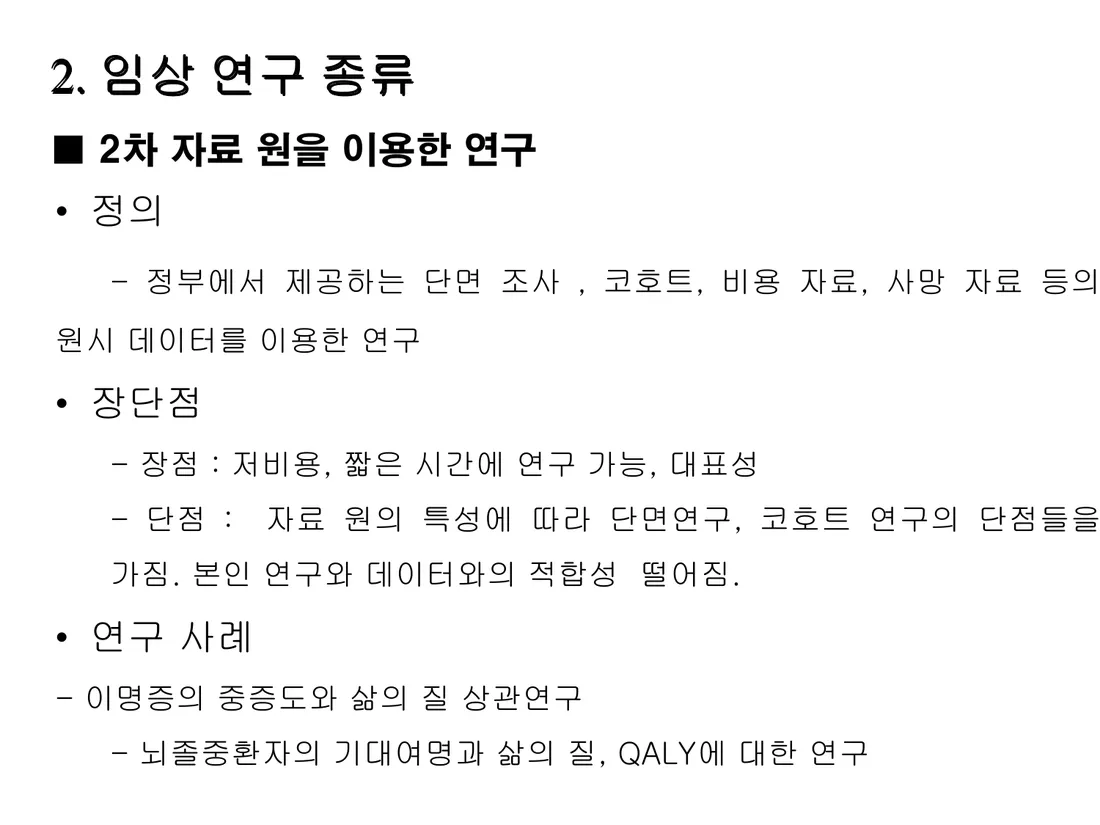 2. 임상 연구 종류
■ 2차 자료 원을 이용한 연구
• 정의
– 정부에서 제공하는 단면 조사 , 코호트, 비용 자료, 사망 자료 등의
원시 데이터를 이용한 연구
• 장단점
– 장점 : 저비용, 짧은 시간에 연구 가능, 대표성
– 단점 : 자료 원의 특성에 따라 단면연구, 코호트 연구의 단점들을
가짐. 본인 연구와 데이터와의 적합성 떨어짐.
• 연구 사례
– 이명증의 중증도와 삶의 질 상관연구
– 뇌졸중환자의 기대여명과 삶의 질, QALY에 대한 연구